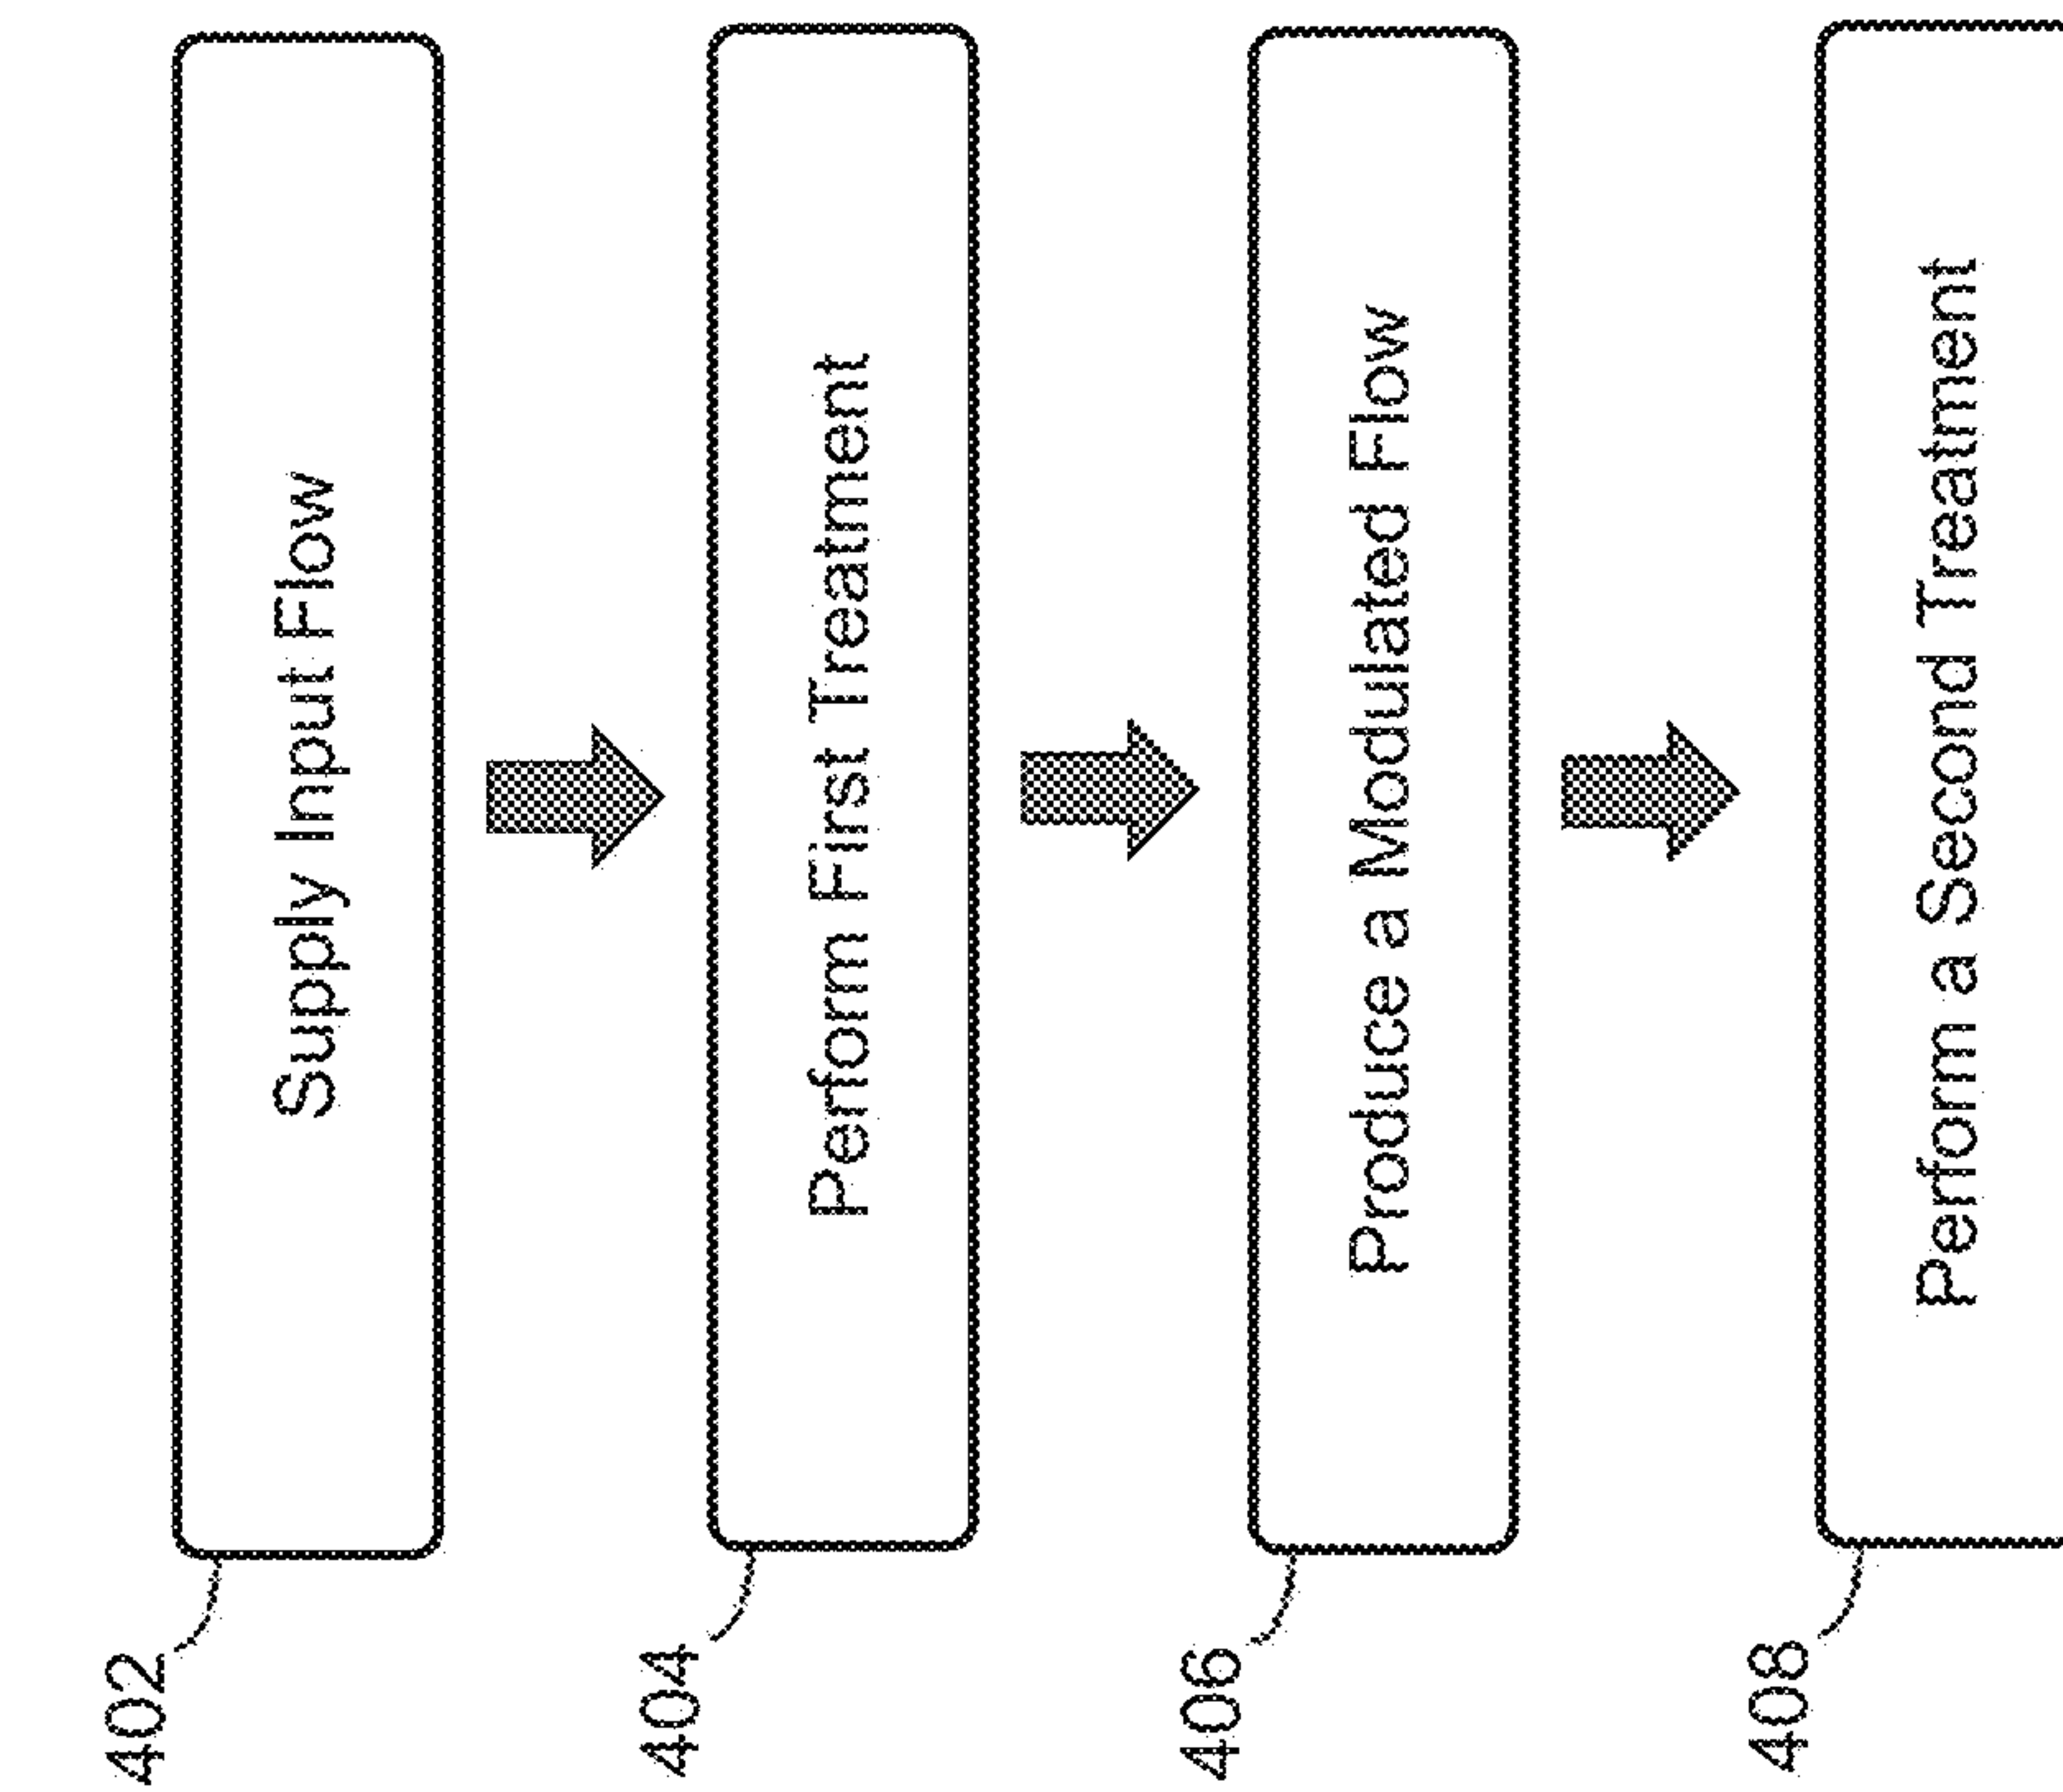 402
Supply Input Flow
404
Perform First Treatment
406
Produce a Modulated Flow
408
Perform a Second Treatment